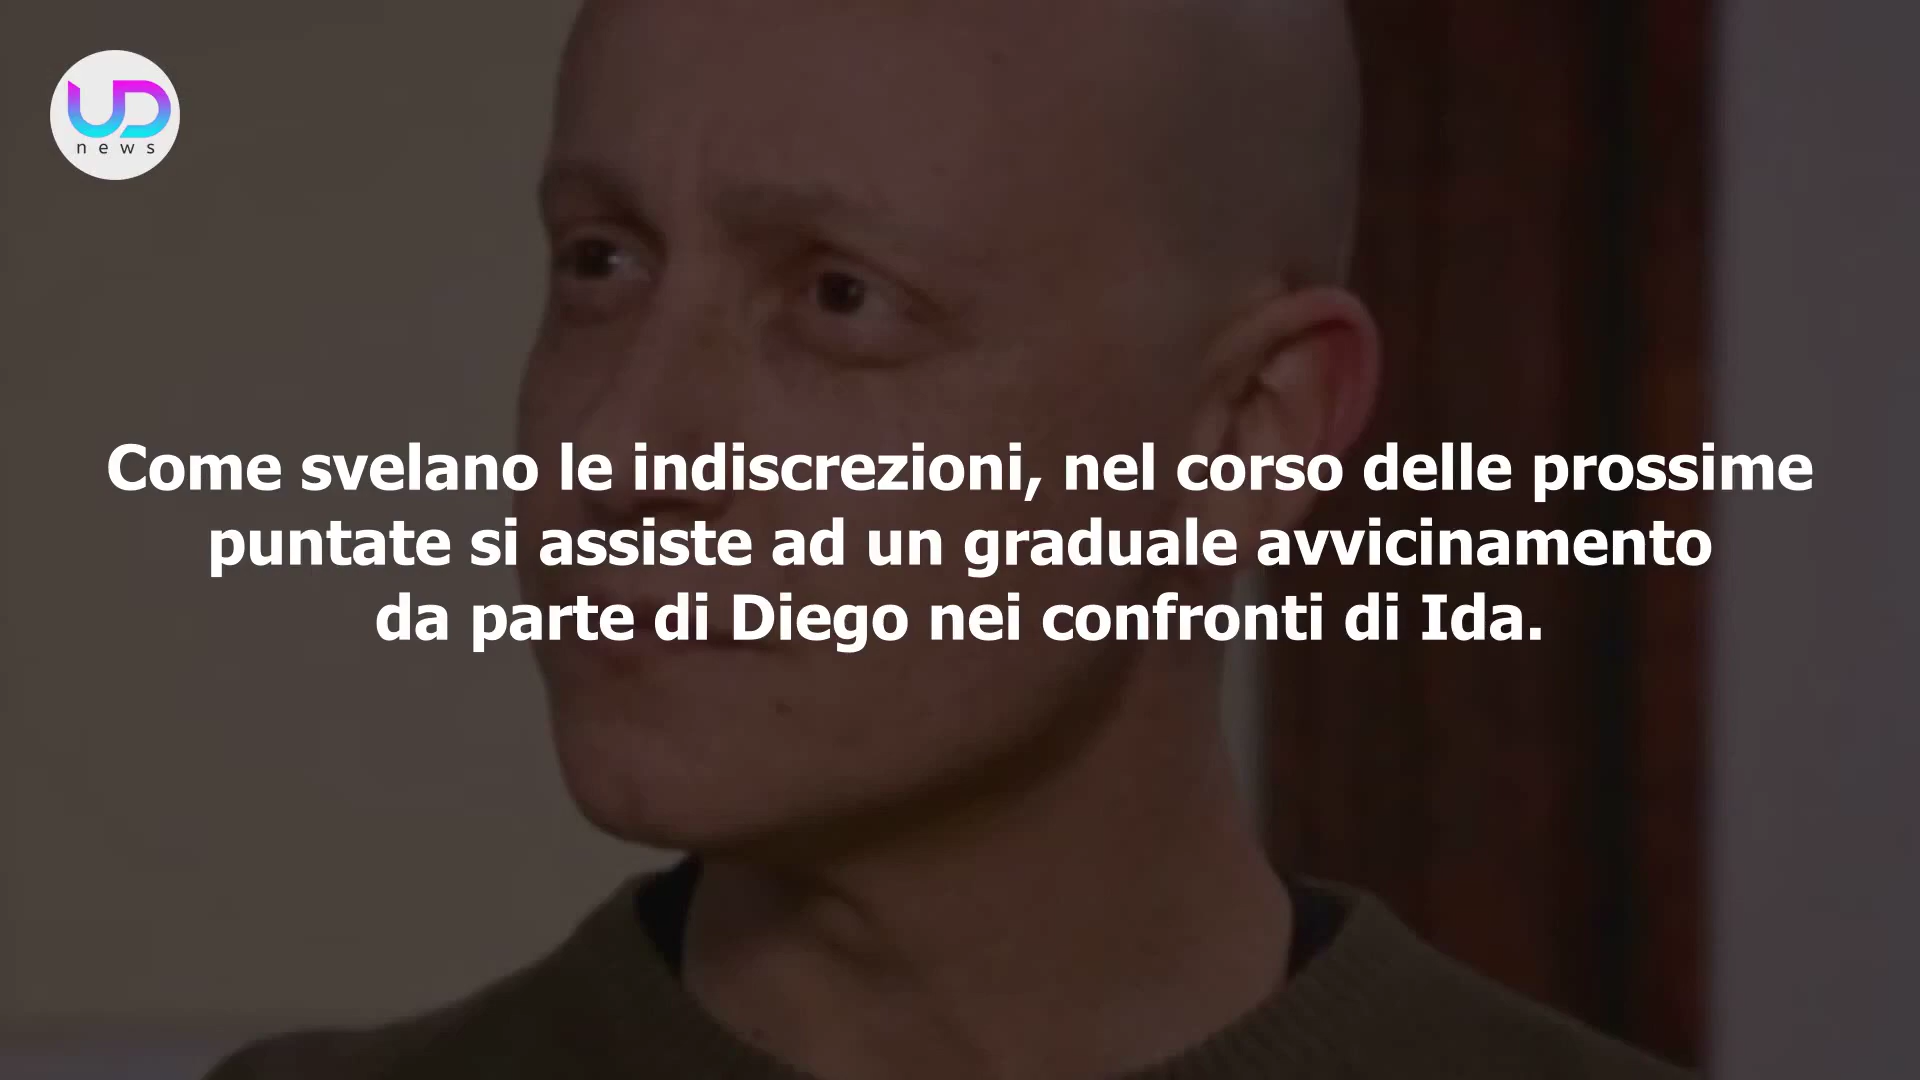 UD
news
Come svelano le indiscrezioni, nel corso delle prossime
puntate si assiste ad un graduale avvicinamento
da parte di Diego nei confronti di Ida.